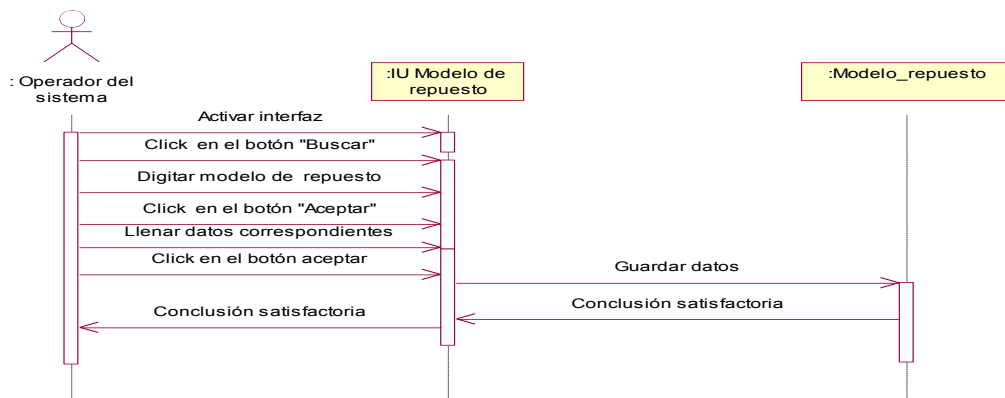 : Operador del
sistema
:IU Modelo de
repuesto
:Modelo_repuesto
Activar interfaz
Click en el botón "Buscar"
Digitar modelo de repuesto
Click en el botón "Aceptar"
Llenar datos correspondientes
Click en el botón aceptar
Guardar datos
Conclusión satisfactoria
Conclusión satisfactoria